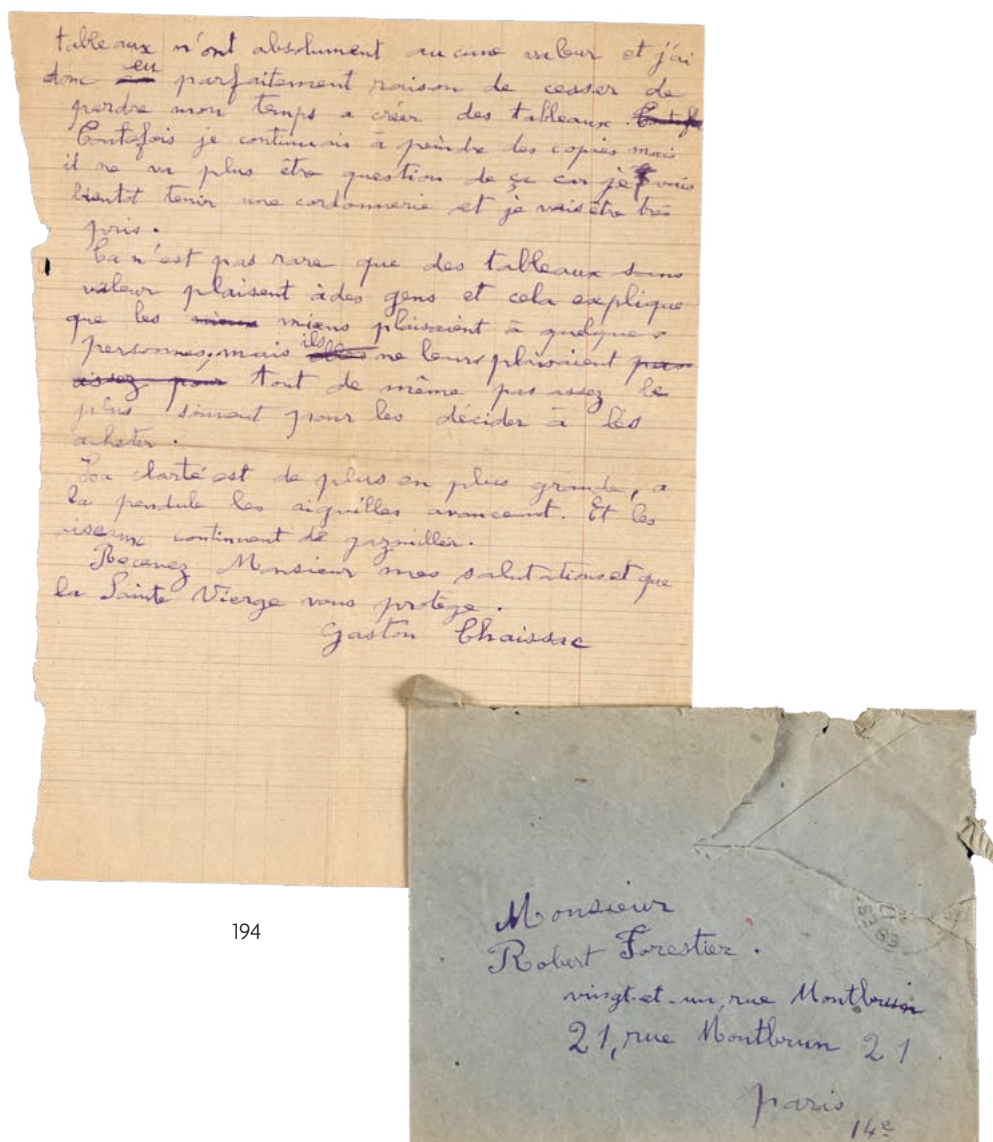 tableaux n'ont absolument aucune valeur et j'ai
donc eu parfaitement raison de cesser de
perdre mon temps a créer des tableaux.
Toutefois je continuais à peindre des copies mais
il ne va plus être question de ça car je vais
bientot tenir une cordonnerie et je vais être très
pris.
Ca n'est pas rare que des tableaux sans
valeur plaisent à des gens et cela explique
que les miens plaisaient à quelques
personnes, mais ils ne leurs plaisaient pas
assez pour tout de même pas assez le
plus souvent pour les décider à les
acheter.
La clarté est de plus en plus grande, a
la pendule les aiguilles avancent. Et les
oiseaux continuent de gazouiller.
Recevez Monsieur mes salutations et que
la Sainte Vierge vous protege.
Gaston Chaissac
194
Monsieur
Robert Forestier.
vingt-et-un, rue Montbrun
21, rue Montbrun 21
paris
14e